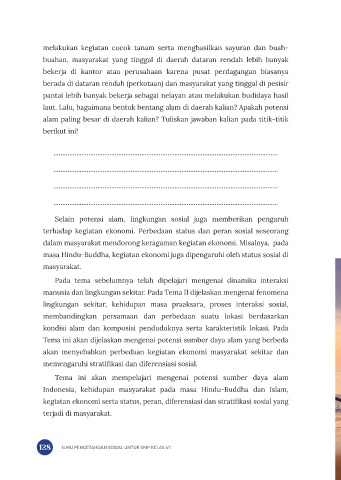 melakukan kegiatan cocok tanam serta menghasilkan sayuran dan buah-
buahan, masyarakat yang tinggal di daerah dataran rendah lebih banyak
bekerja di kantor atau perusahaan karena pusat perdagangan biasanya
berada di dataran rendah (perkotaan) dan masyarakat yang tinggal di pesisir
pantai lebih banyak bekerja sebagai nelayan atau melakukan budidaya hasil
laut. Lalu, bagaimana bentuk bentang alam di daerah kalian? Apakah potensi
alam paling besar di daerah kalian? Tuliskan jawaban kalian pada titik-titik
berikut ini!
Selain potensi alam, lingkungan sosial juga memberikan pengaruh
terhadap kegiatan ekonomi. Perbedaan status dan peran sosial seseorang
dalam masyarakat mendorong keragaman kegiatan ekonomi. Misalnya, pada
masa Hindu-Buddha, kegiatan ekonomi juga dipengaruhi oleh status sosial di
masyarakat.
Pada tema sebelumnya telah dipelajari mengenai dinamika interaksi
manusia dan lingkungan sekitar. Pada Tema II dijelaskan mengenai fenomena
lingkungan sekitar, kehidupan masa praaksara, proses interaksi sosial,
membandingkan persamaan dan perbedaan suatu lokasi berdasarkan
kondisi alam dan komposisi penduduknya serta karakteristik lokasi. Pada
Tema ini akan dijelaskan mengenai potensi sumber daya alam yang berbeda
akan menyebabkan perbedaan kegiatan ekonomi masyarakat sekitar dan
memengaruhi stratifikasi dan diferensiasi sosial.
Tema ini akan mempelajari mengenai potensi sumber daya alam
Indonesia, kehidupan masyarakat pada masa Hindu-Buddha dan Islam,
kegiatan ekonomi serta status, peran, diferensiasi dan stratifikasi sosial yang
terjadi di masyarakat.
128 ILMU PENGETAHUAN SOSIAL UNTUK SMP KELAS VII